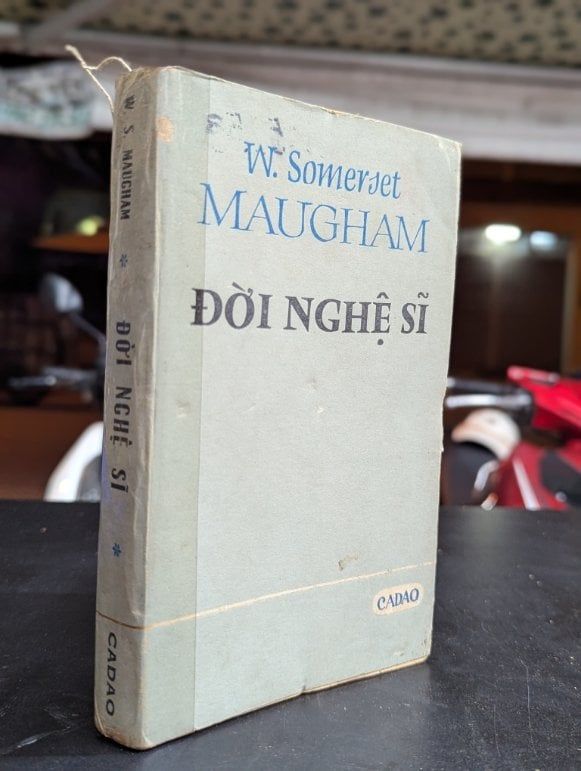 W. Somerset
MAUGHAM
ĐỜI NGHỆ SĨ
CADAO
W. S. MAUGHAM * ĐỜI NGHỆ SĨ * CADAO